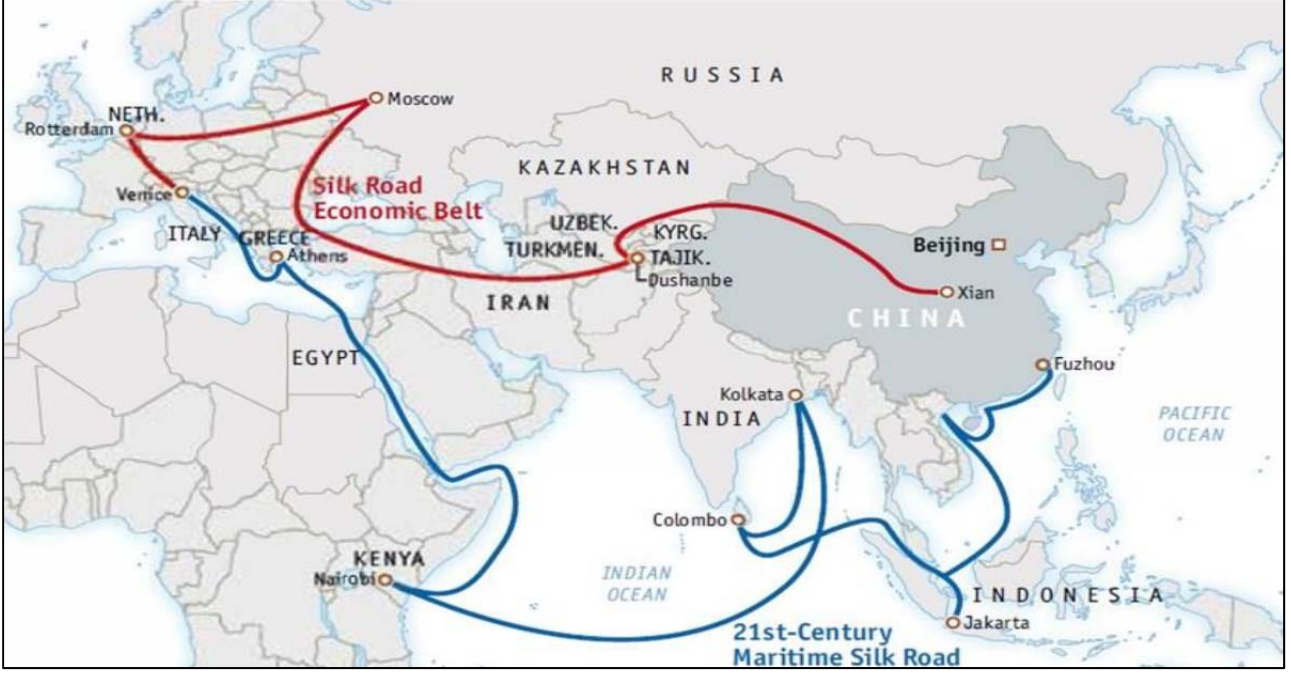 RUSSIA
Moscow
NETH.
Rotterdam
KAZAKHSTAN
Silk Road
Economic Belt
Venice
UZBEK.
KYRG.
ITALY
GREECE
Athens
TURKMEN.
TAJIK.
Dushanbe
Beijing
IRAN
Xian
CHINA
EGYPT
Fuzhou
Kolkata
INDIA
PACIFIC
OCEAN
Colombo
KENYA
Nairobi
INDIAN
OCEAN
INDONESIA
Jakarta
21st-Century
Maritime Silk Road